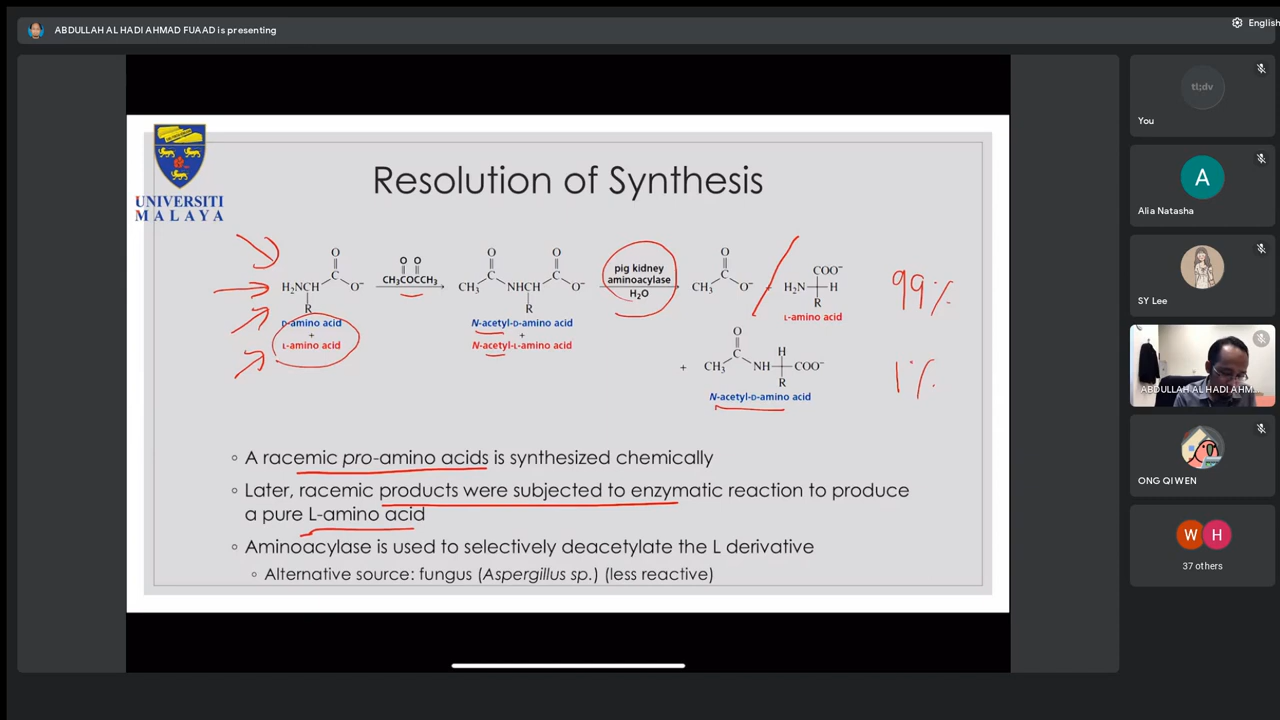 ABDULLAH AL HADI AHMAD FUAAD is presenting
English
tl;dv
You
A
Alia Natasha
SY Lee
ABDULLAH AL HADI AHM...
ONG QI WEN
W H
37 others
UNIVERSITI
MALAYA
Resolution of Synthesis
O
C
H₂NCH O⁻
R
D-amino acid
+
L-amino acid
O O
CH₃COCCH₃
O O
C C
CH₃ NHCH O⁻
R
N-acetyl-D-amino acid
+
N-acetyl-L-amino acid
pig kidney
aminoacylase
H₂O
O
C
CH₃ O⁻
+
COO⁻
H₂N H
R
L-amino acid
99%
O
C H
+ CH₃ NH COO⁻
R
N-acetyl-D-amino acid
1%
◦ A racemic pro-amino acids is synthesized chemically
◦ Later, racemic products were subjected to enzymatic reaction to produce
a pure L-amino acid
◦ Aminoacylase is used to selectively deacetylate the L derivative
◦ Alternative source: fungus (Aspergillus sp.) (less reactive)